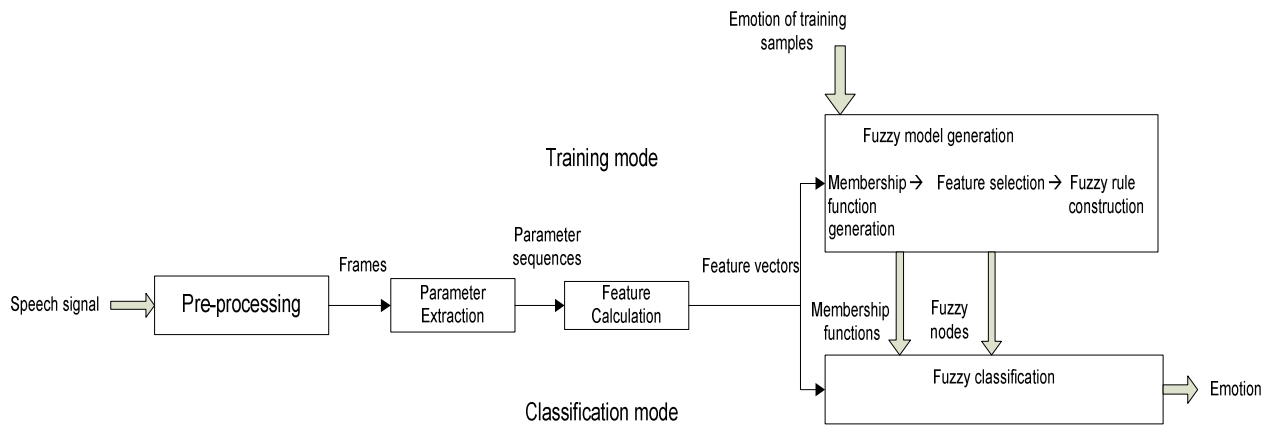 Emotion of training
samples
Fuzzy model generation
Training mode
Membership → Feature selection → Fuzzy rule
function construction
generation
Parameter
sequences
Frames
Feature vectors
Speech signal
Pre-processing
Parameter
Extraction
Feature
Calculation
Membership
functions
Fuzzy
nodes
Fuzzy classification
Emotion
Classification mode